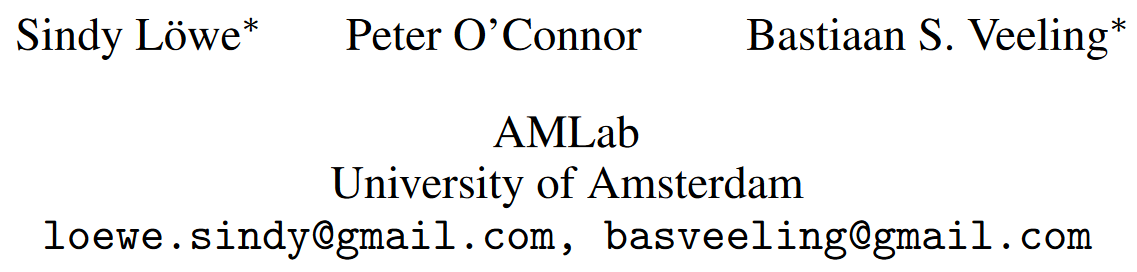 Sindy Löwe* Peter O'Connor Bastiaan S. Veeling*
AMLab
University of Amsterdam
loewe.sindy@gmail.com, basveeling@gmail.com